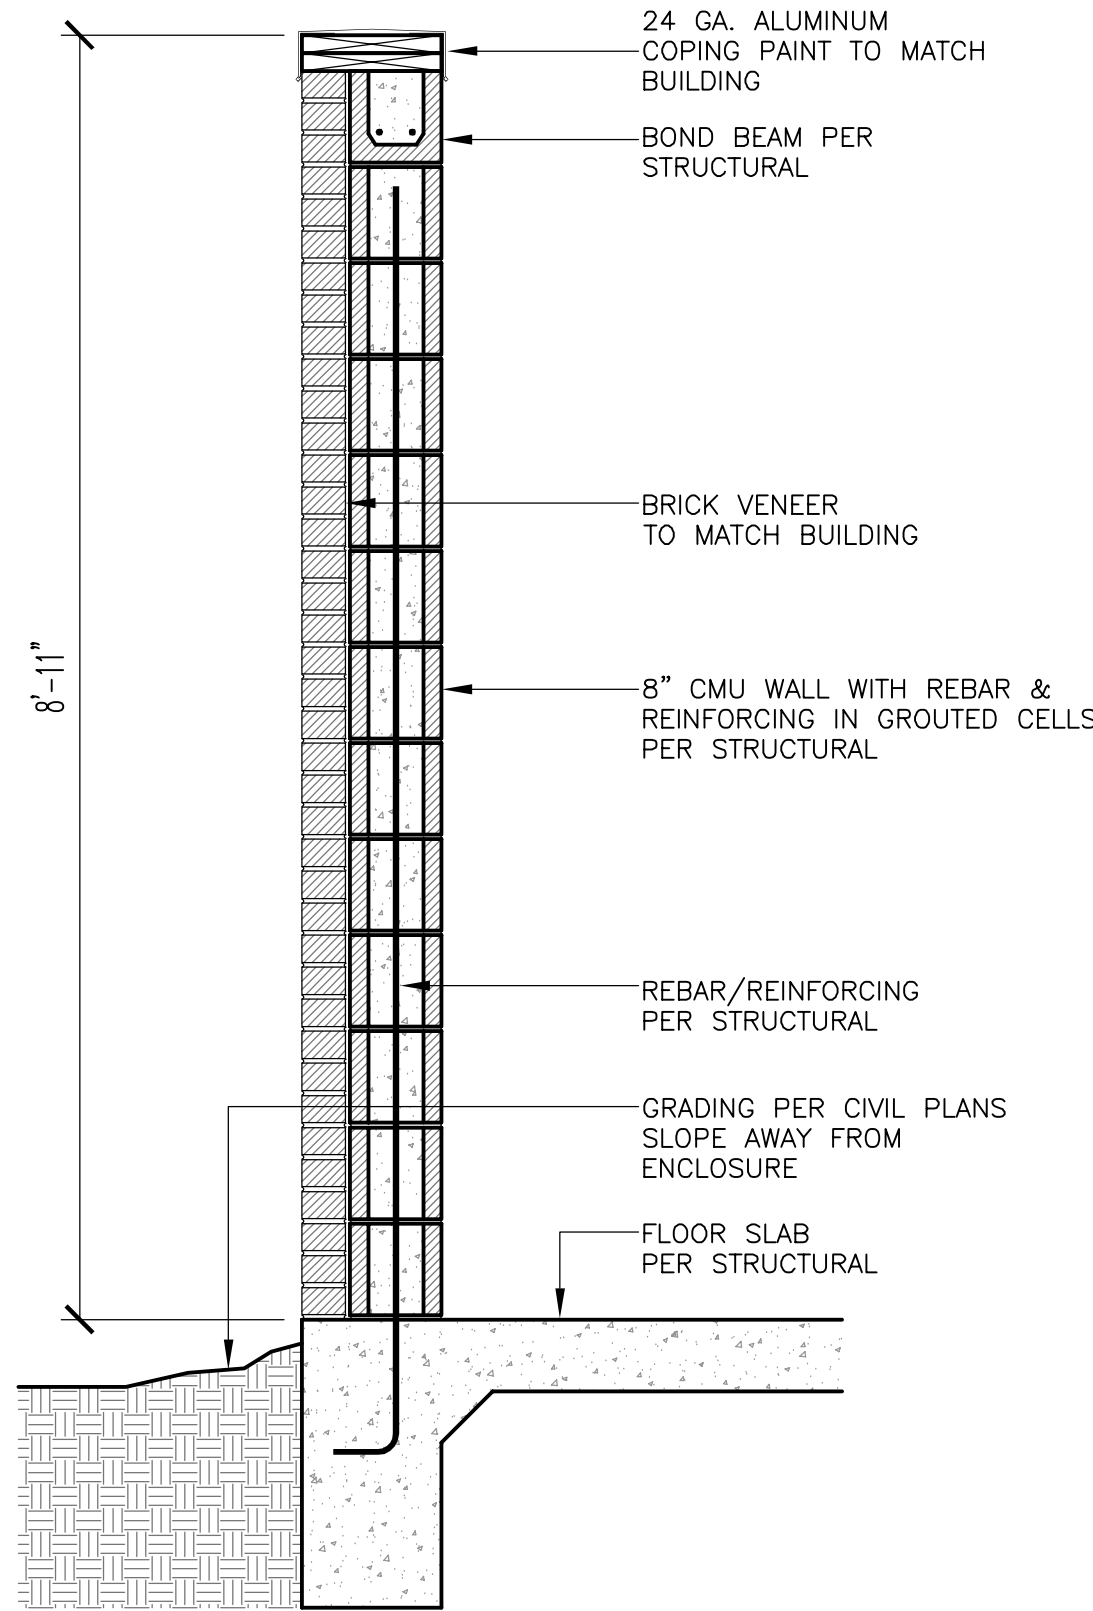 24 GA. ALUMINUM
COPING PAINT TO MATCH
BUILDING
BOND BEAM PER
STRUCTURAL
BRICK VENEER
TO MATCH BUILDING
8'-11"
8" CMU WALL WITH REBAR &
REINFORCING IN GROUTED CELLS
PER STRUCTURAL
REBAR/REINFORCING
PER STRUCTURAL
GRADING PER CIVIL PLANS
SLOPE AWAY FROM
ENCLOSURE
FLOOR SLAB
PER STRUCTURAL